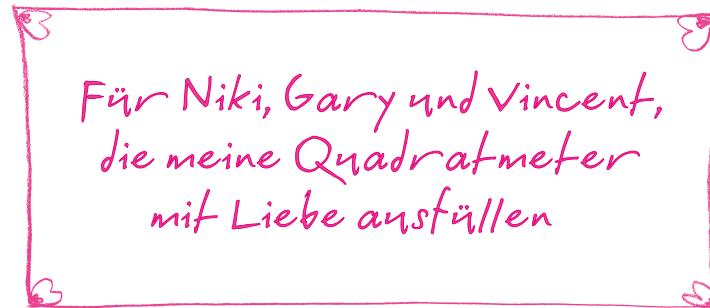 Für Niki, Gary und Vincent,
die meine Quadratmeter
mit Liebe ausfüllen